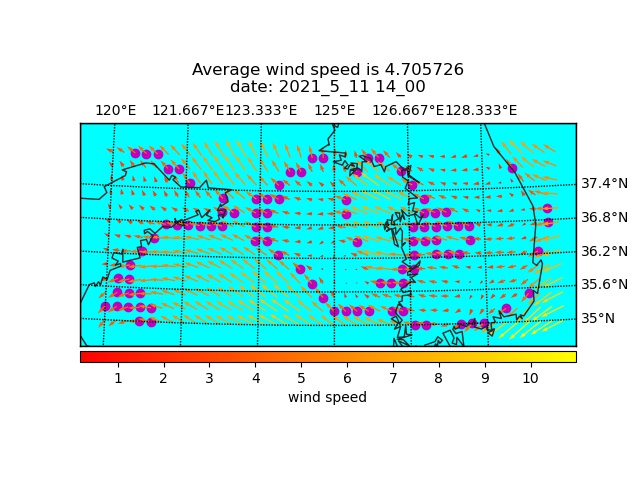 Average wind speed is 4.705726
date: 2021_5_11 14_00
120°E 121.667°E 123.333°E 125°E 126.667°E 128.333°E
37.4°N
36.8°N
36.2°N
35.6°N
35°N
1 2 3 4 5 6 7 8 9 10
wind speed